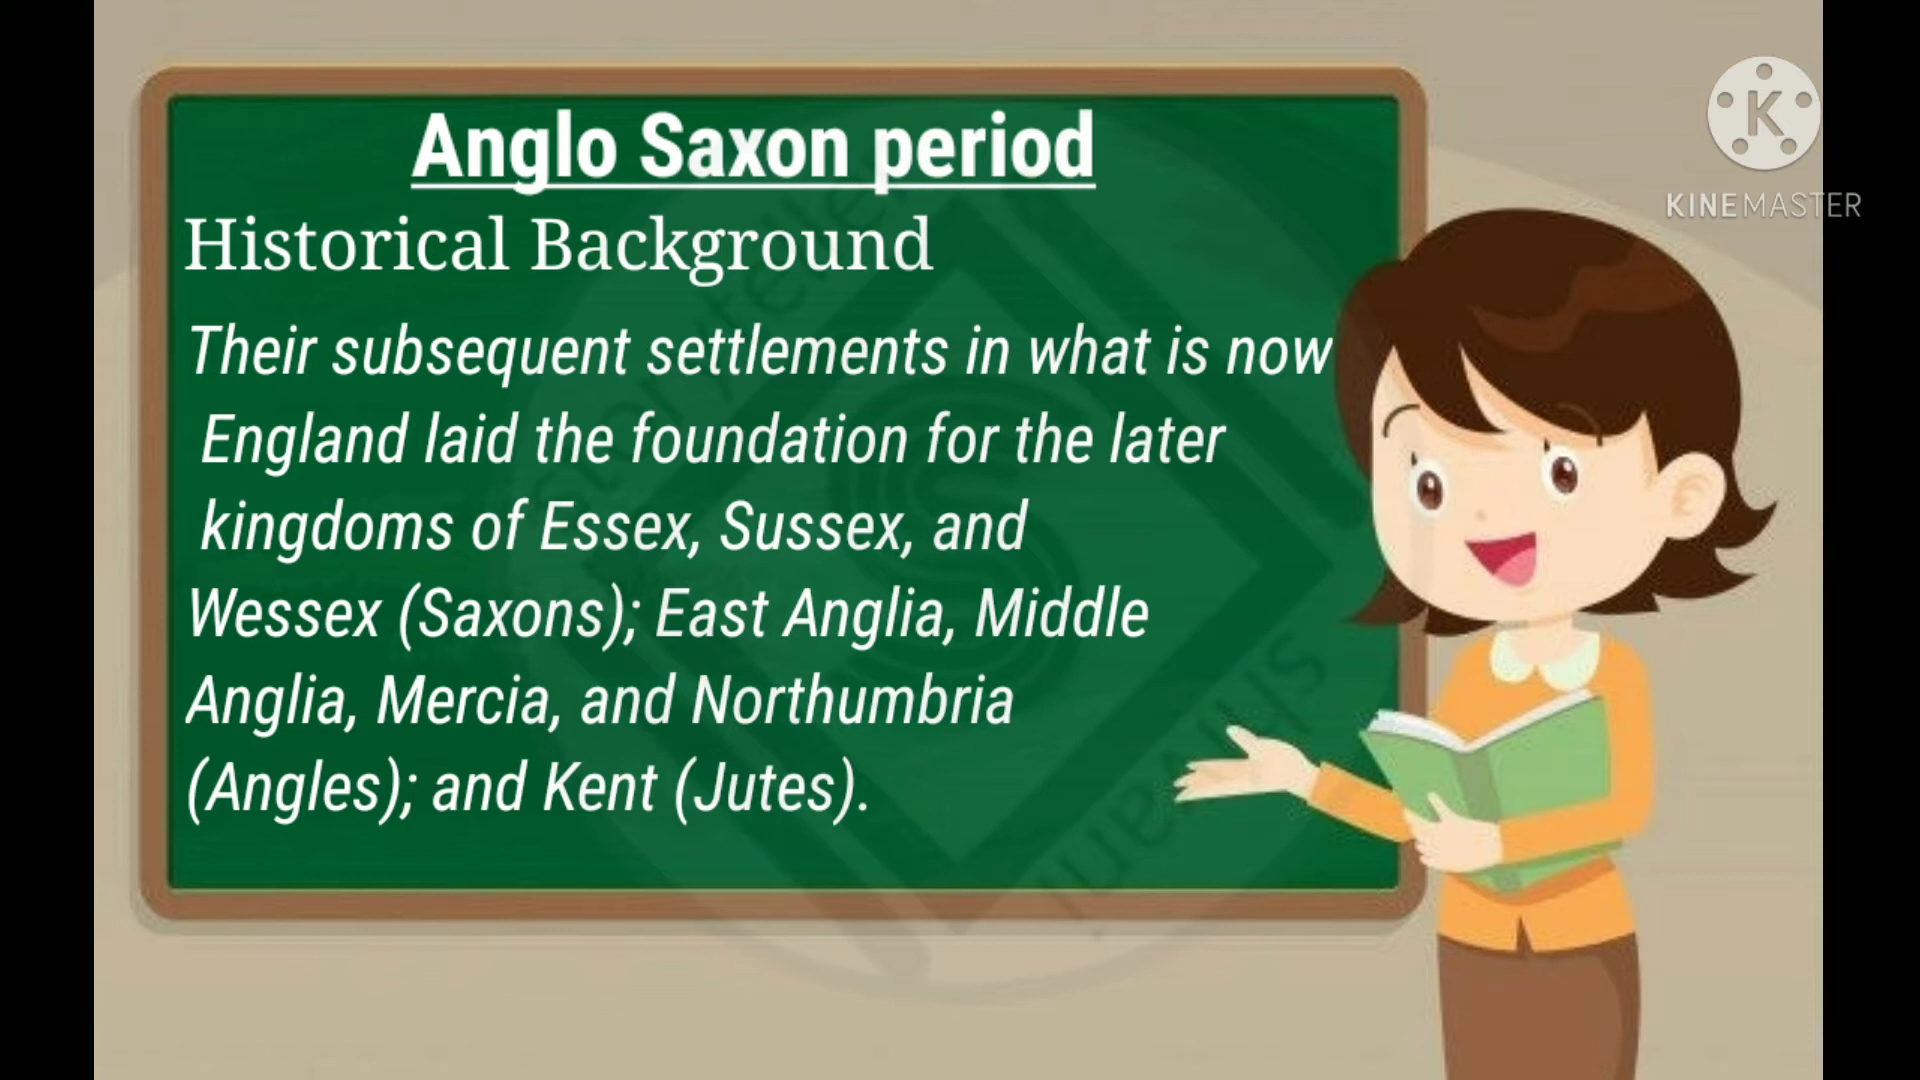 Anglo Saxon period
Historical Background
Their subsequent settlements in what is now
England laid the foundation for the later
kingdoms of Essex, Sussex, and
Wessex (Saxons); East Anglia, Middle
Anglia, Mercia, and Northumbria
(Angles); and Kent (Jutes).
K
KINEMASTER
storyteller
S
shivani